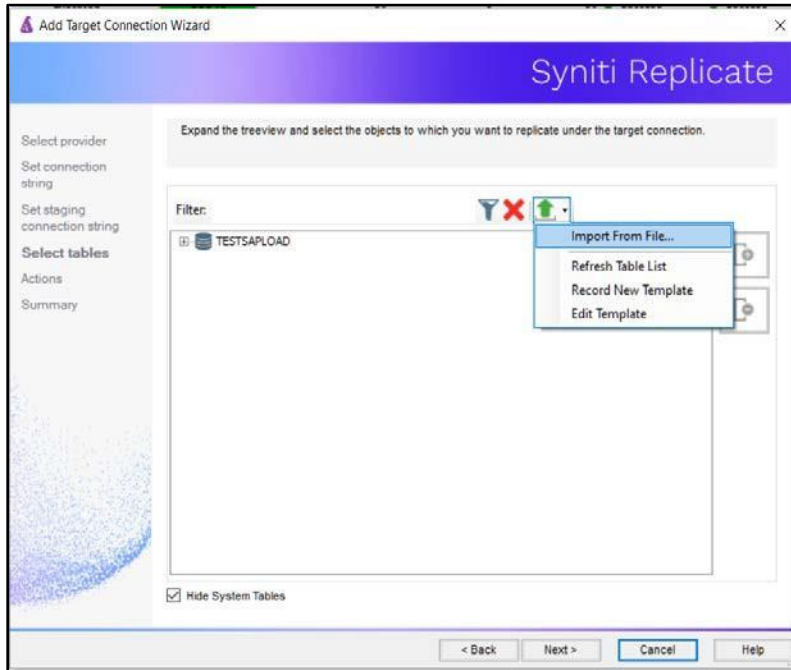 Add Target Connection Wizard
Syniti Replicate
Select provider
Set connection
string
Set staging
connection string
Select tables
Actions
Summary
Expand the treeview and select the objects to which you want to replicate under the target connection.
Filter:
TESTSAPLOAD
Import From File...
Refresh Table List
Record New Template
Edit Template
Hide System Tables
< Back
Next >
Cancel
Help